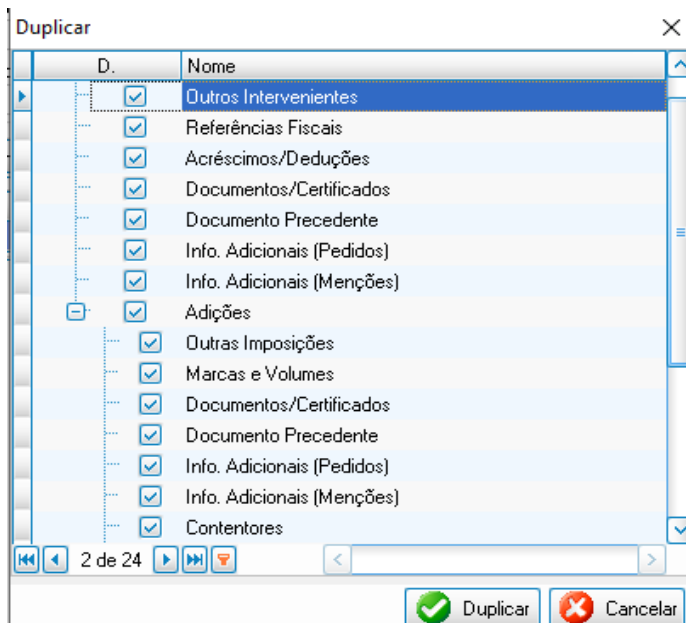 Duplicar
D. Nome
Outros Intervenientes
Referências Fiscais
Acréscimos/Deduções
Documentos/Certificados
Documento Precedente
Info. Adicionais (Pedidos)
Info. Adicionais (Menções)
Adições
Outras Imposições
Marcas e Volumes
Documentos/Certificados
Documento Precedente
Info. Adicionais (Pedidos)
Info. Adicionais (Menções)
Contentores
2 de 24
Duplicar Cancelar